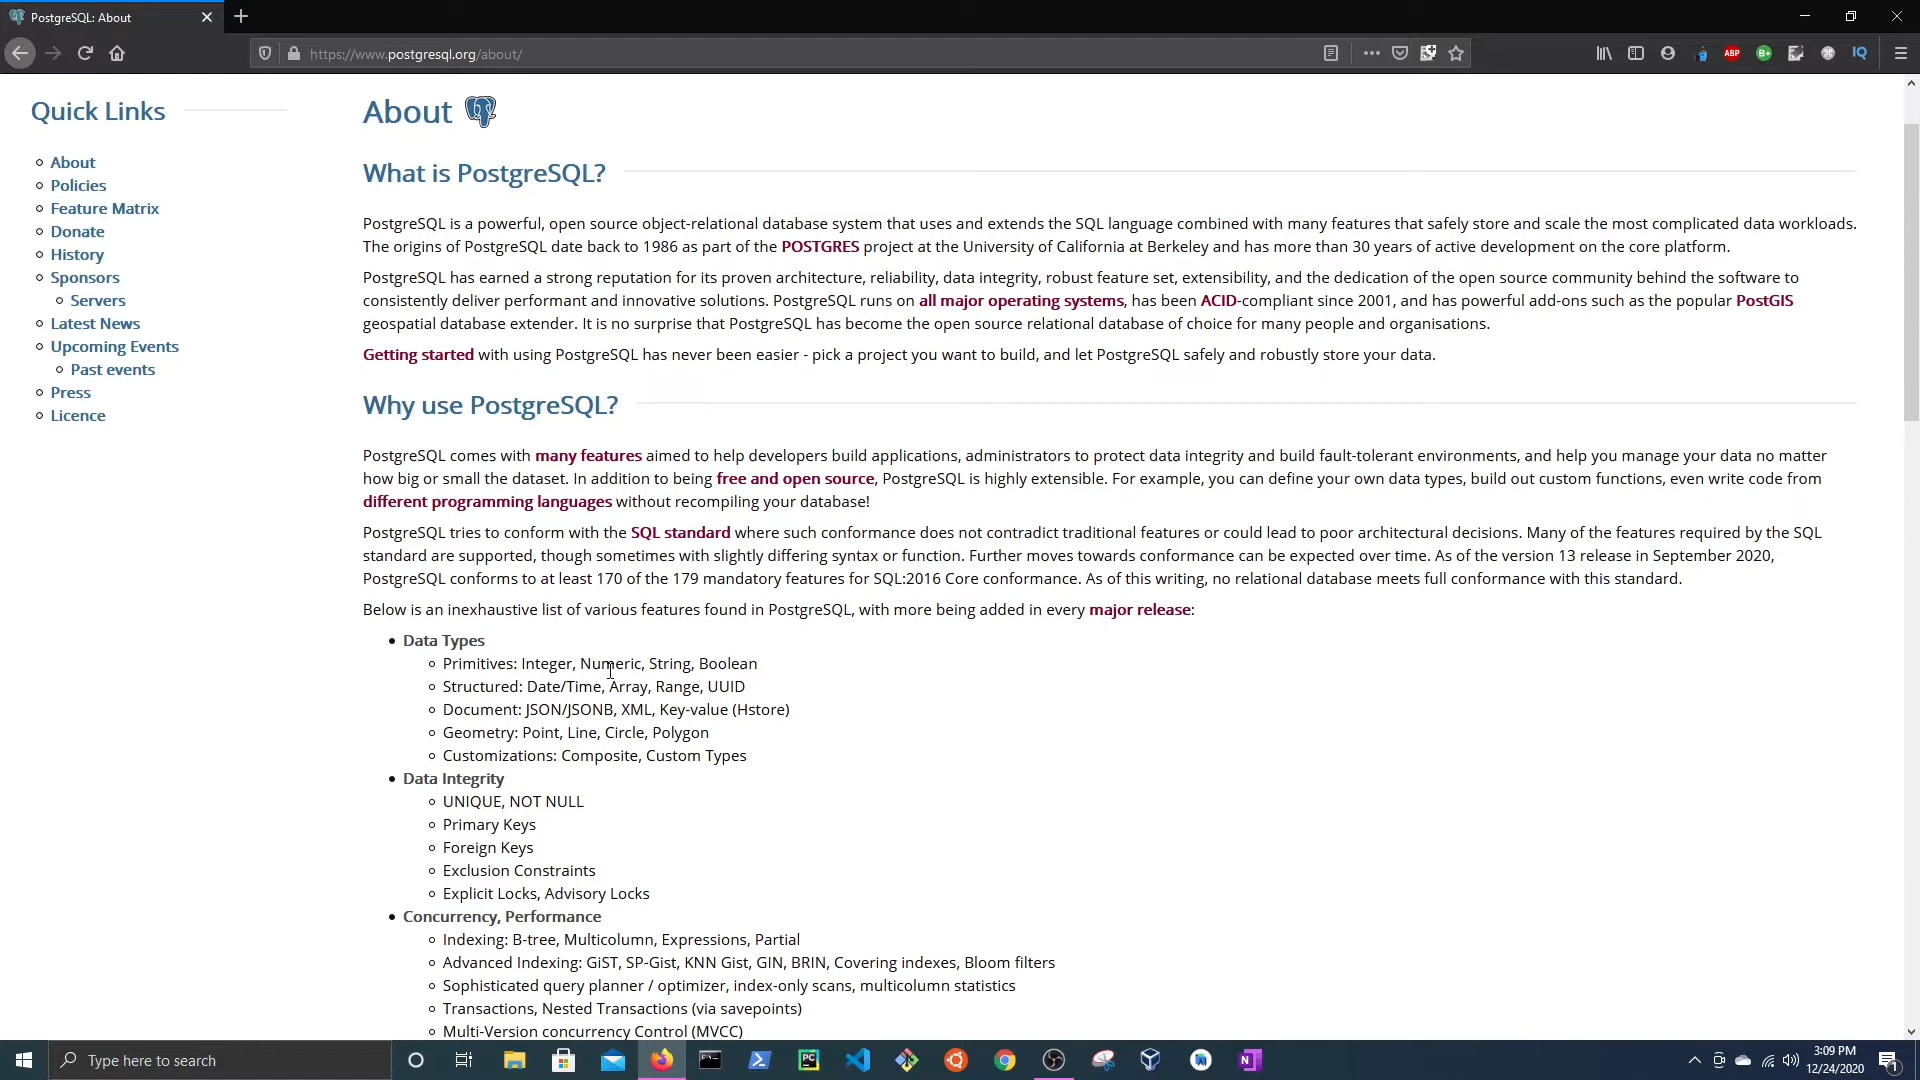 PostgreSQL: About
https://www.postgresql.org/about/
ABP
B+
IQ
Quick Links
About
Policies
Feature Matrix
Donate
History
Sponsors
Servers
Latest News
Upcoming Events
Past events
Press
Licence
About
What is PostgreSQL?
PostgreSQL is a powerful, open source object-relational database system that uses and extends the SQL language combined with many features that safely store and scale the most complicated data workloads.
The origins of PostgreSQL date back to 1986 as part of the POSTGRES project at the University of California at Berkeley and has more than 30 years of active development on the core platform.
PostgreSQL has earned a strong reputation for its proven architecture, reliability, data integrity, robust feature set, extensibility, and the dedication of the open source community behind the software to
consistently deliver performant and innovative solutions. PostgreSQL runs on all major operating systems, has been ACID-compliant since 2001, and has powerful add-ons such as the popular PostGIS
geospatial database extender. It is no surprise that PostgreSQL has become the open source relational database of choice for many people and organisations.
Getting started with using PostgreSQL has never been easier - pick a project you want to build, and let PostgreSQL safely and robustly store your data.
Why use PostgreSQL?
PostgreSQL comes with many features aimed to help developers build applications, administrators to protect data integrity and build fault-tolerant environments, and help you manage your data no matter
how big or small the dataset. In addition to being free and open source, PostgreSQL is highly extensible. For example, you can define your own data types, build out custom functions, even write code from
different programming languages without recompiling your database!
PostgreSQL tries to conform with the SQL standard where such conformance does not contradict traditional features or could lead to poor architectural decisions. Many of the features required by the SQL
standard are supported, though sometimes with slightly differing syntax or function. Further moves towards conformance can be expected over time. As of the version 13 release in September 2020,
PostgreSQL conforms to at least 170 of the 179 mandatory features for SQL:2016 Core conformance. As of this writing, no relational database meets full conformance with this standard.
Below is an inexhaustive list of various features found in PostgreSQL, with more being added in every major release:
Data Types
Primitives: Integer, Numeric, String, Boolean
Structured: Date/Time, Array, Range, UUID
Document: JSON/JSONB, XML, Key-value (Hstore)
Geometry: Point, Line, Circle, Polygon
Customizations: Composite, Custom Types
Data Integrity
UNIQUE, NOT NULL
Primary Keys
Foreign Keys
Exclusion Constraints
Explicit Locks, Advisory Locks
Concurrency, Performance
Indexing: B-tree, Multicolumn, Expressions, Partial
Advanced Indexing: GiST, SP-Gist, KNN Gist, GIN, BRIN, Covering indexes, Bloom filters
Sophisticated query planner / optimizer, index-only scans, multicolumn statistics
Transactions, Nested Transactions (via savepoints)
Multi-Version concurrency Control (MVCC)
Type here to search
PC
N
3:09 PM
12/24/2020
1